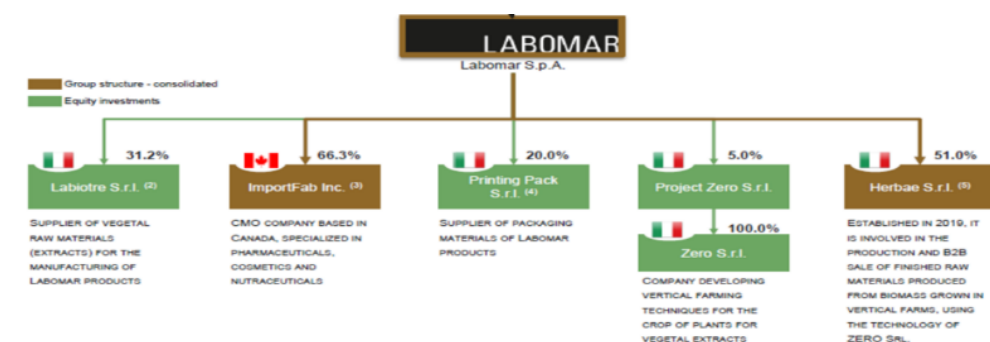 LABOMAR
Labomar S.p.A.
Group structure - consolidated
Equity investments
31.2%
66.3%
20.0%
5.0%
51.0%
Labiotre S.r.l. (2)
ImportFab Inc. (3)
Printing Pack
S.r.l. (4)
Project Zero S.r.l.
Herbae S.r.l. (5)
SUPPLIER OF VEGETAL
RAW MATERIALS
(EXTRACTS) FOR THE
MANUFACTURING OF
LABOMAR PRODUCTS
CMO COMPANY BASED IN
CANADA, SPECIALIZED IN
PHARMACEUTICALS,
COSMETICS AND
NUTRACEUTICALS
SUPPLIER OF PACKAGING
MATERIALS OF LABOMAR
PRODUCTS
100.0%
Zero S.r.l.
COMPANY DEVELOPING
VERTICAL FARMING
TECHNIQUES FOR THE
CROP OF PLANTS FOR
VEGETAL EXTRACTS
ESTABLISHED IN 2019, IT
IS INVOLVED IN THE
PRODUCTION AND B2B
SALE OF FINISHED RAW
MATERIALS PRODUCED
FROM BIOMASS GROWN IN
VERTICAL FARMS, USING
THE TECHNOLOGY OF
ZERO SRL.